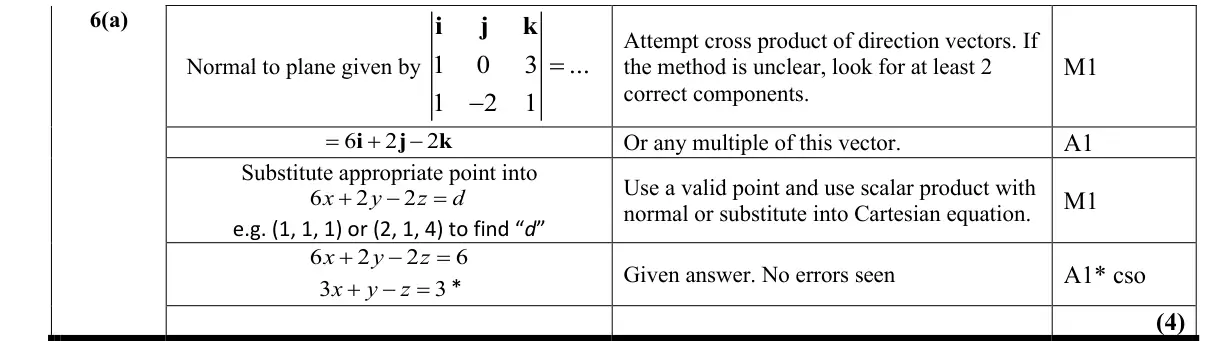 6(a)
Normal to plane given by | i j k |
| 1 0 3 | = ...
| 1 −2 1 |
Attempt cross product of direction vectors. If
the method is unclear, look for at least 2
correct components.
M1
= 6i + 2j − 2k
Or any multiple of this vector.
A1
Substitute appropriate point into
6x + 2y − 2z = d
e.g. (1, 1, 1) or (2, 1, 4) to find “d”
Use a valid point and use scalar product with
normal or substitute into Cartesian equation.
M1
6x + 2y − 2z = 6
3x + y − z = 3 *
Given answer. No errors seen
A1* cso
(4)